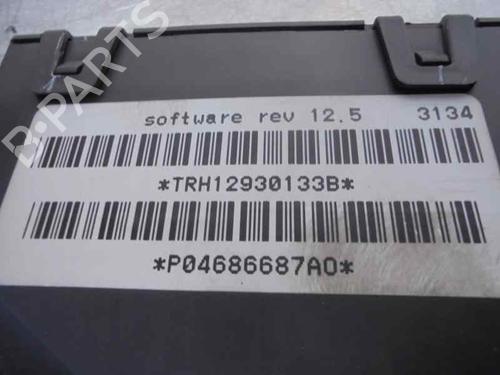 B-PARTS
software rev 12.5 3134
*TRH12930133B*
*P04686687AO*